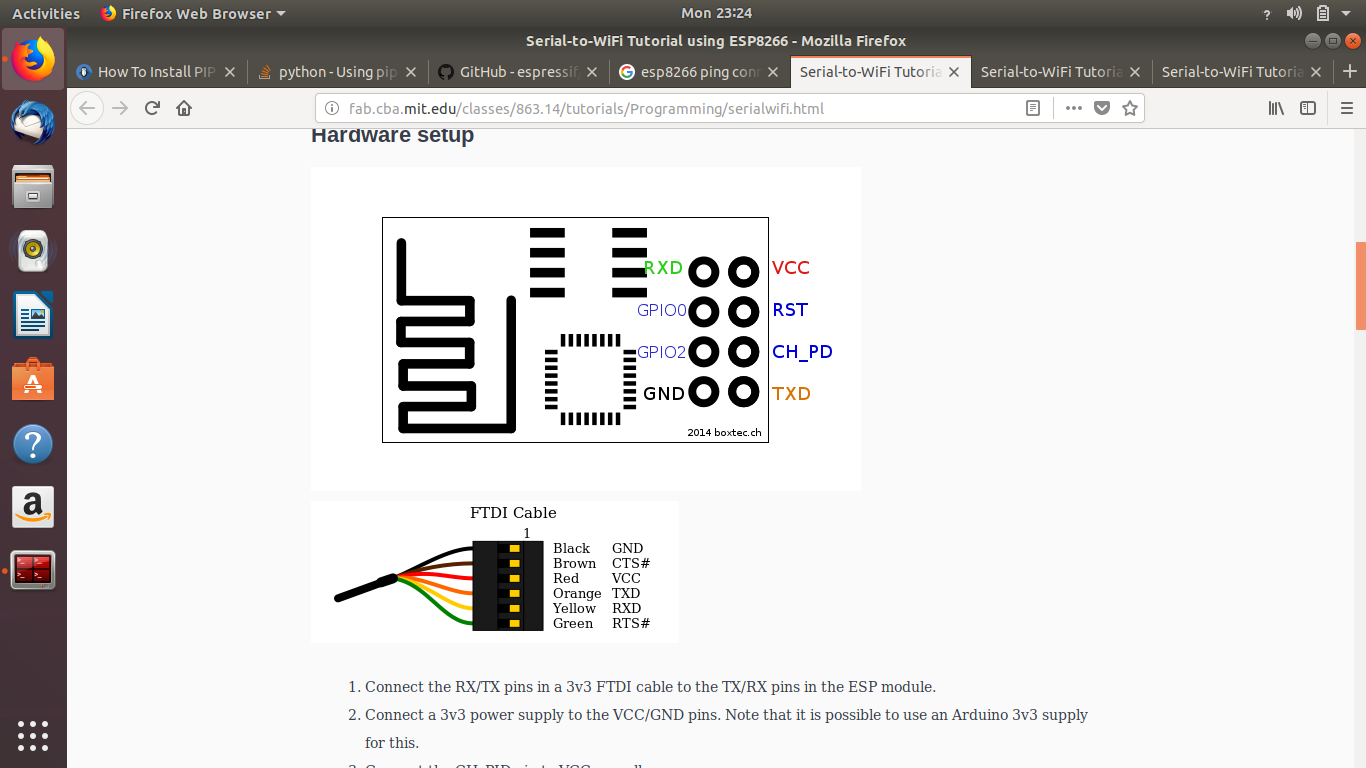 Activities
Firefox Web Browser
Mon 23:24
Serial-to-WiFi Tutorial using ESP8266 - Mozilla Firefox
How To Install PIP
python - Using pip
GitHub - espressif
esp8266 ping conn
Serial-to-WiFi Tutoria
Serial-to-WiFi Tutoria
Serial-to-WiFi Tutoria
fab.cba.mit.edu/classes/863.14/tutorials/Programming/serialwifi.html
Hardware setup
RXD
VCC
GPIO0
RST
GPIO2
CH_PD
GND
TXD
2014 boxtec.ch
FTDI Cable
1
Black GND
Brown CTS#
Red VCC
Orange TXD
Yellow RXD
Green RTS#
1. Connect the RX/TX pins in a 3v3 FTDI cable to the TX/RX pins in the ESP module.
2. Connect a 3v3 power supply to the VCC/GND pins. Note that it is possible to use an Arduino 3v3 supply
for this.